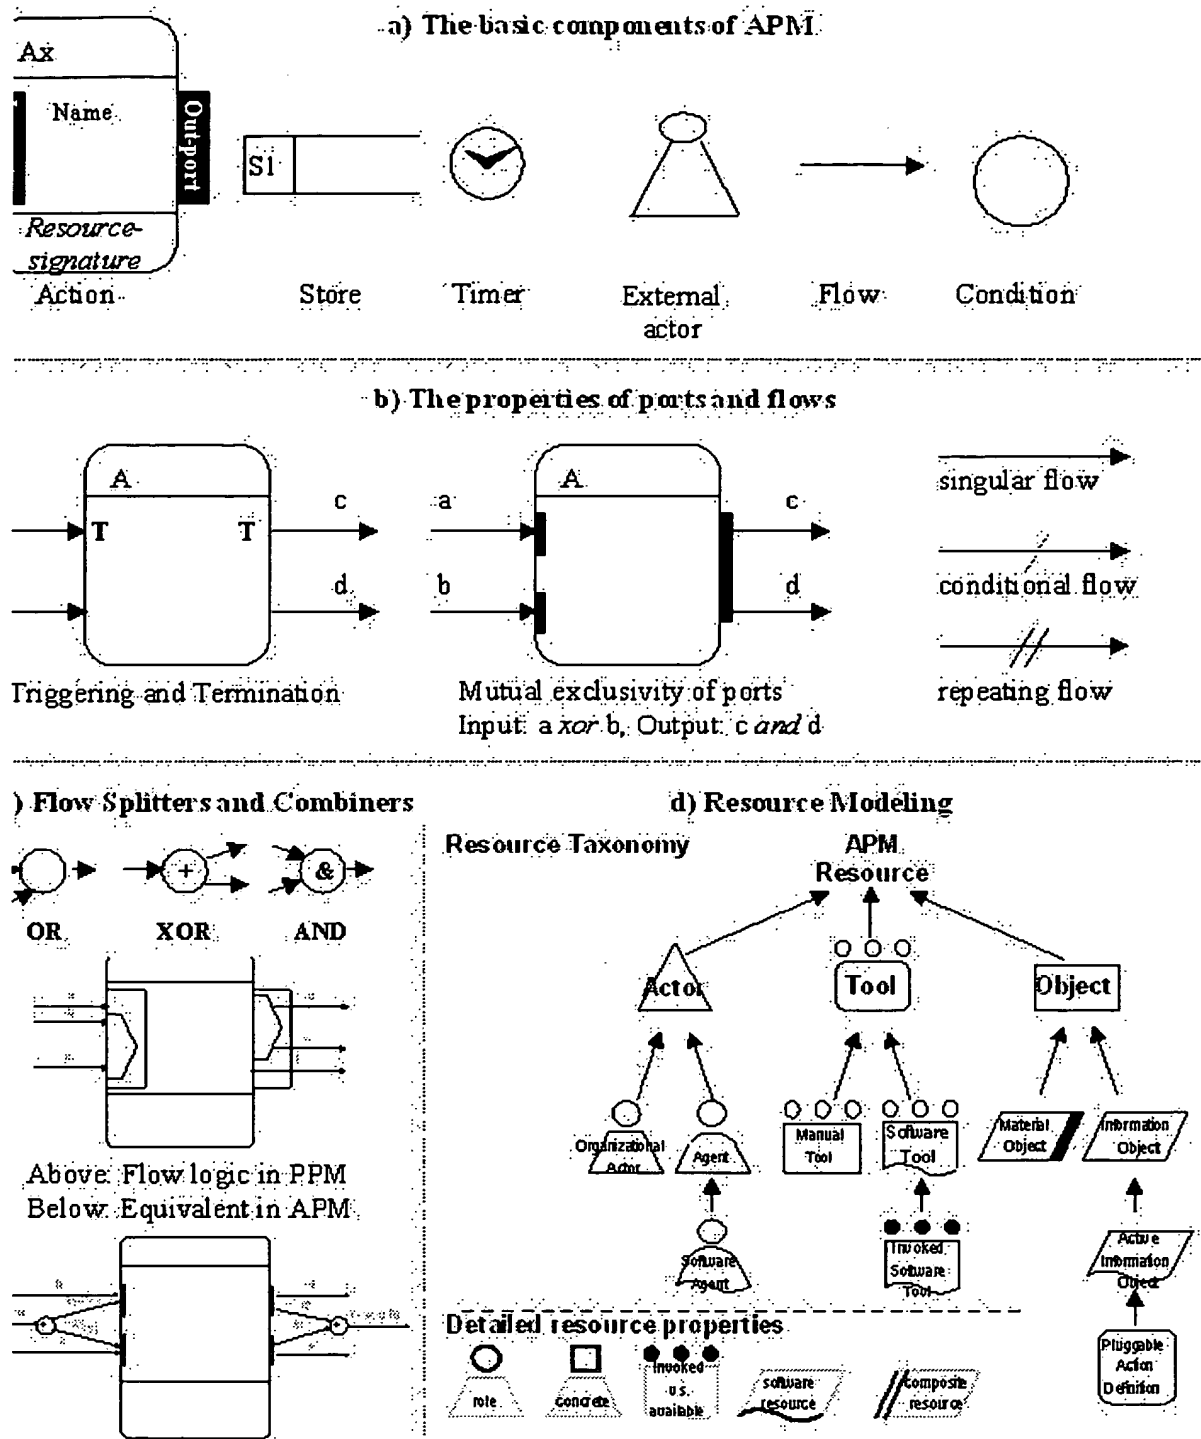 a) The basic components of APM
Ax
Name
Out-port
Resource-
signature
S1
Action
Store
Timer
External
actor
Flow
Condition
b) The properties of ports and flows
A
T
T
c
d
a
b
A
c
d
singular flow
conditional flow
repeating flow
Triggering and Termination
Mutual exclusivity of ports
Input: a xor b, Output: c and d
) Flow Splitters and Combiners
+
&
OR
XOR
AND
Above: Flow logic in PPM
Below: Equivalent in APM
d) Resource Modeling
Resource Taxonomy
APM
Resource
Actor
Tool
Object
Organizational
Actor
Agent
Manual
Tool
Software
Tool
Material
Object
Information
Object
Software
Agent
Invoked
Software
Tool
Active
Information
Object
Pluggable
Action
Definition
Detailed resource properties
role
concrete
Invoked
u.s.
available
software
resource
composite
resource